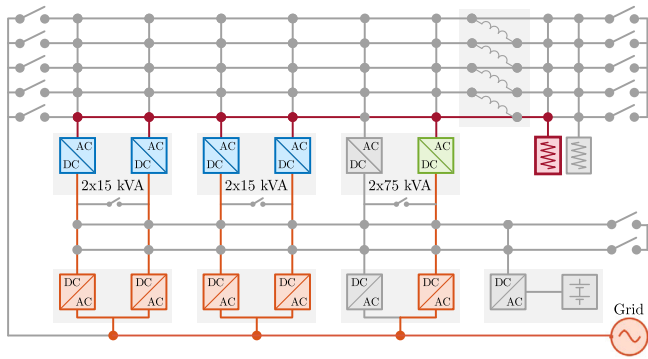 AC AC AC AC AC AC
DC DC DC DC DC DC
2x15 kVA 2x15 kVA 2x75 kVA
DC DC DC DC DC DC DC
AC AC AC AC AC AC AC
Grid